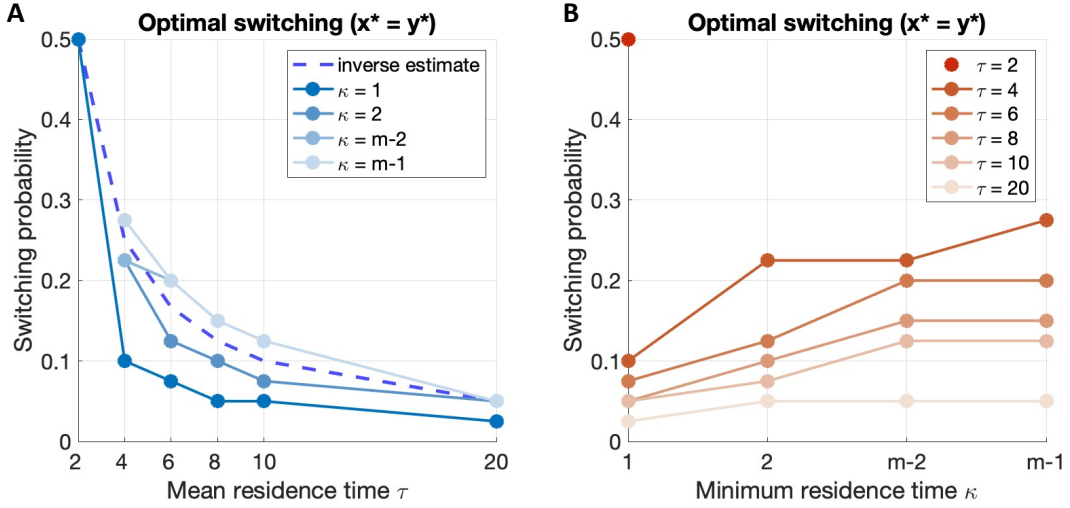 A
Optimal switching (x* = y*)
Switching probability
0.5
0.4
0.3
0.2
0.1
0
inverse estimate
κ = 1
κ = 2
κ = m-2
κ = m-1
2 4 6 8 10 20
Mean residence time τ
B
Optimal switching (x* = y*)
Switching probability
0.5
0.4
0.3
0.2
0.1
0
τ = 2
τ = 4
τ = 6
τ = 8
τ = 10
τ = 20
1 2 m-2 m-1
Minimum residence time κ